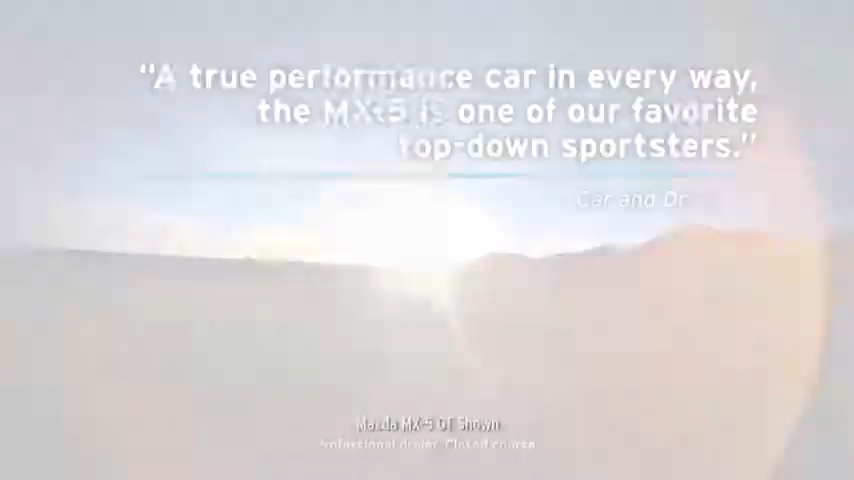 "A true performance car in every way,
the MX-5 is one of our favorite
top-down sportsters."
Car and Dr
Mazda MX-5 GT Shown
Professional driver. Closed course.